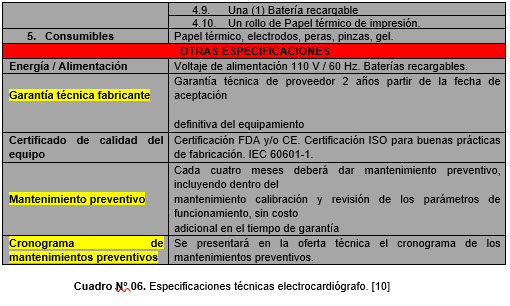 4.9. Una (1) Batería recargable
4.10. Un rollo de Papel térmico de impresión.
5. Consumibles
Papel térmico, electrodos, peras, pinzas, gel.
OTRAS ESPECIFICACIONES
Energía / Alimentación
Voltaje de alimentación 110 V / 60 Hz. Baterías recargables.
Garantía técnica fabricante
Garantía técnica de proveedor 2 años partir de la fecha de
aceptación
definitiva del equipamiento
Certificado de calidad del
equipo
Certificación FDA y/o CE. Certificación ISO para buenas prácticas
de fabricación. IEC 60601-1.
Mantenimiento preventivo
Cada cuatro meses deberá dar mantenimiento preventivo,
incluyendo dentro del
mantenimiento calibración y revisión de los parámetros de
funcionamiento, sin costo
adicional en el tiempo de garantía
Cronograma de
mantenimientos preventivos
Se presentará en la oferta técnica el cronograma de los
mantenimientos preventivos.
Cuadro Nº 06. Especificaciones técnicas electrocardiógrafo. [10]